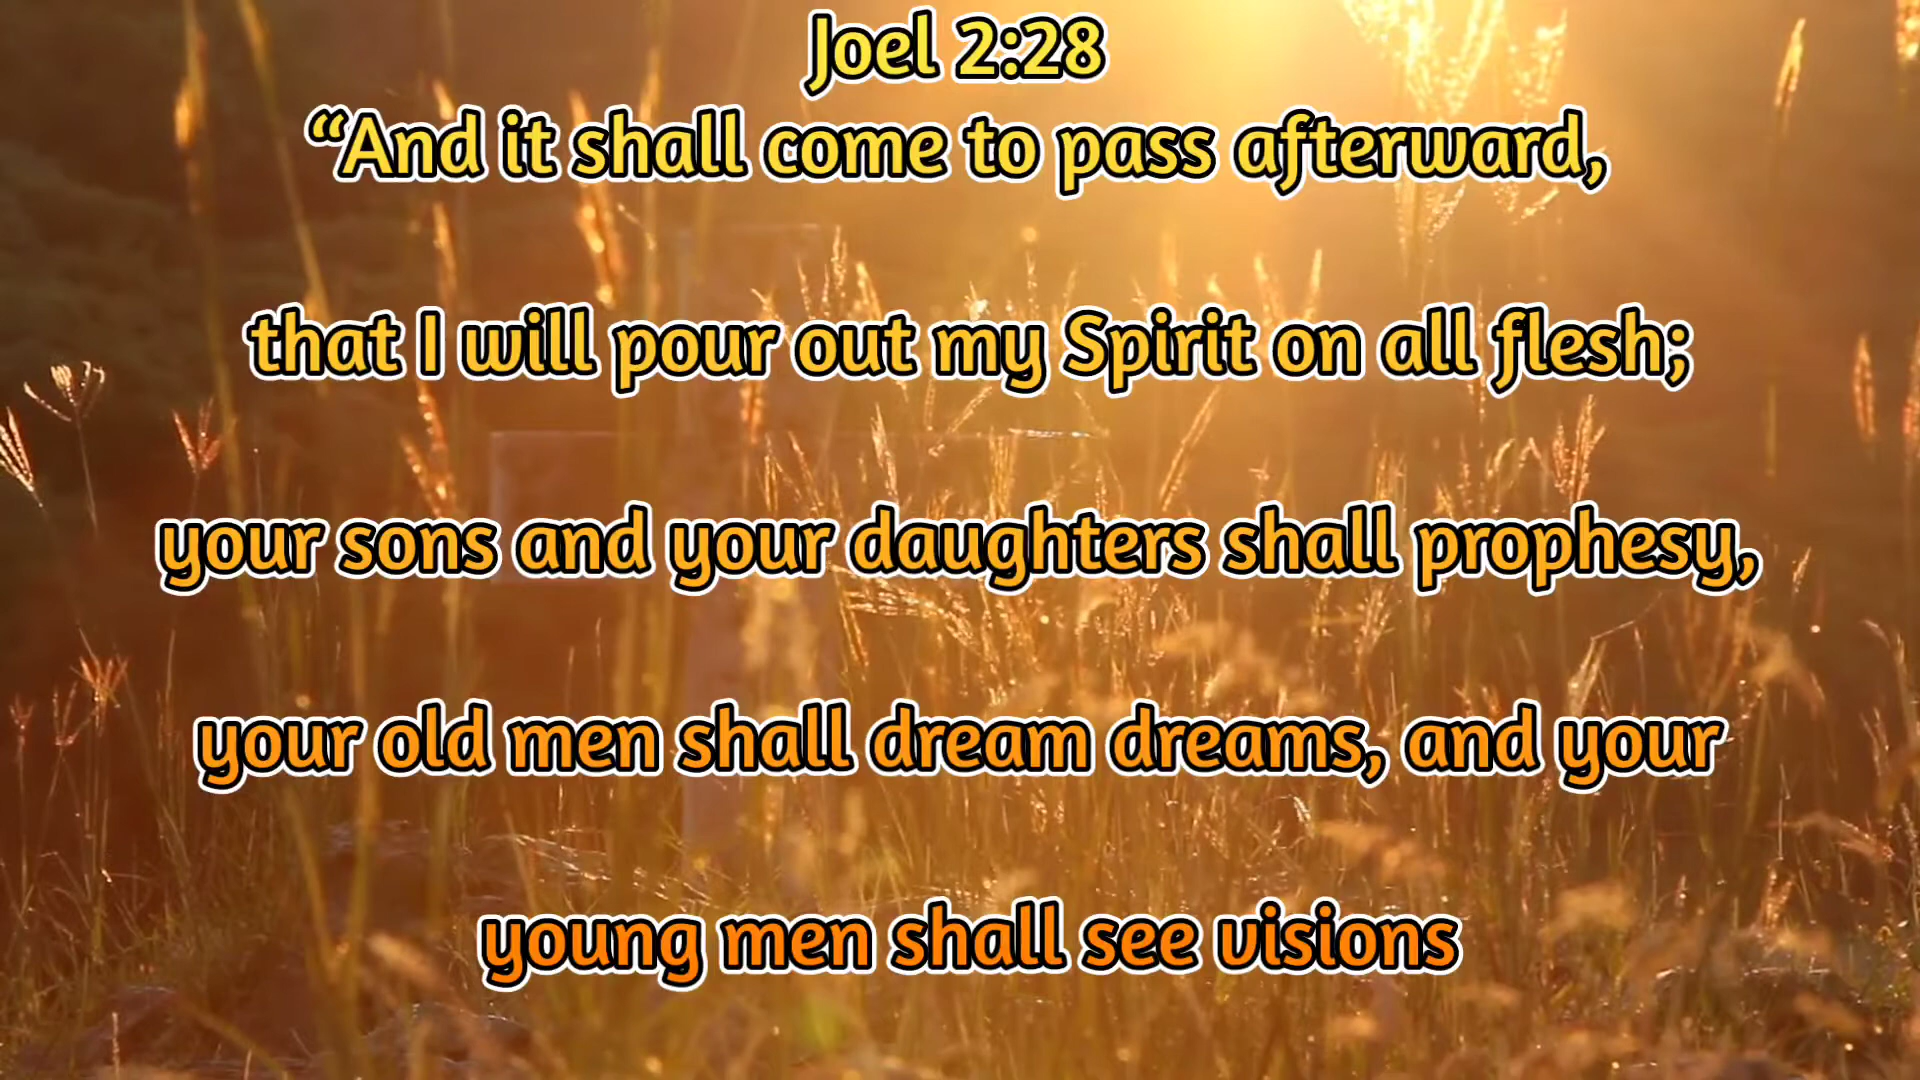 Joel 2:28
“And it shall come to pass afterward,
that I will pour out my Spirit on all flesh;
your sons and your daughters shall prophesy,
your old men shall dream dreams, and your
young men shall see visions